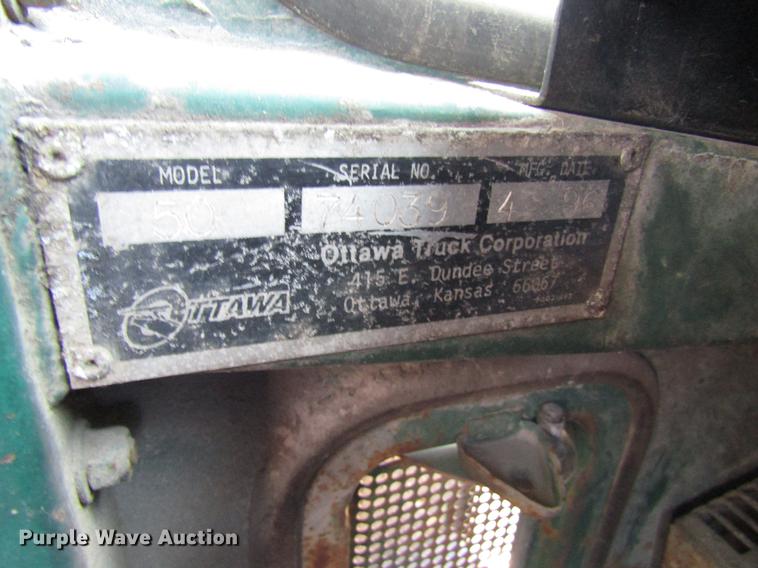 MODEL SERIAL NO. MFG. DATE
50 74039 4 96
Ottawa Truck Corporation
415 E. Dundee Street
Ottawa, Kansas 66067
OTTAWA
Purple Wave Auction